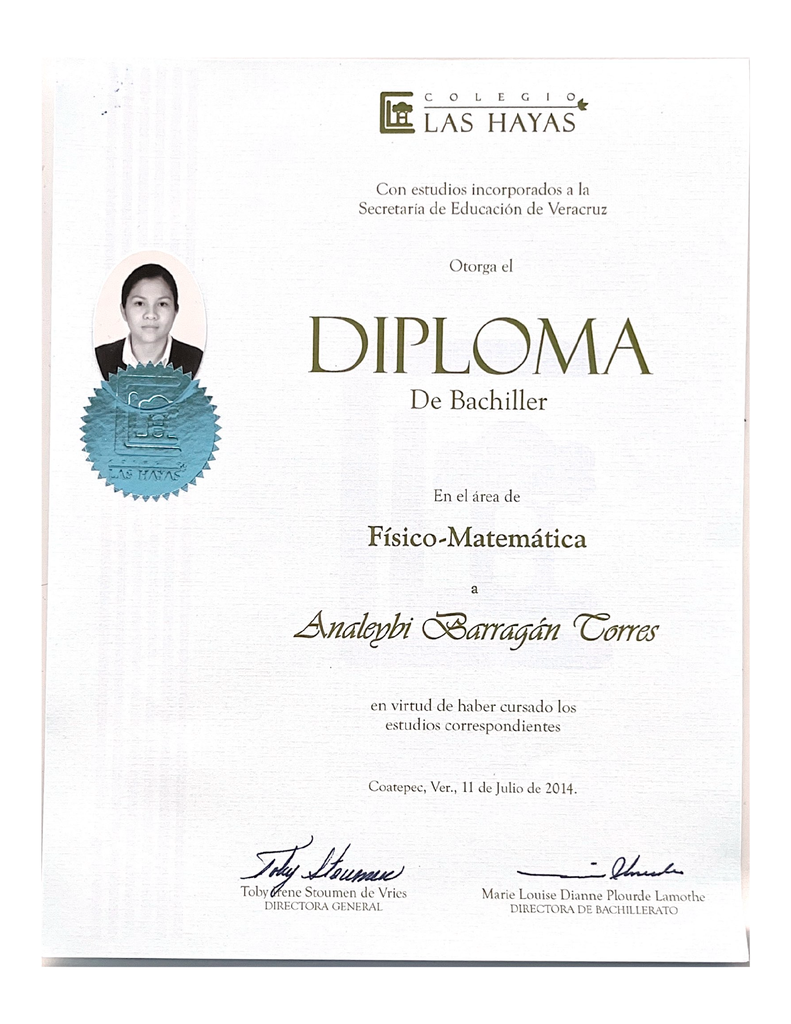 COLEGIO
LAS HAYAS
Con estudios incorporados a la
Secretaría de Educación de Veracruz
Otorga el
DIPLOMA
De Bachiller
LAS HAYAS
En el área de
Físico-Matemática
a
Analeybi Barragán Torres
en virtud de haber cursado los
estudios correspondientes
Coatepec, Ver., 11 de Julio de 2014.
Toby Stoumen
Toby Irene Stoumen de Vries
DIRECTORA GENERAL
Marie Louise Dianne Plourde Lamothe
DIRECTORA DE BACHILLERATO